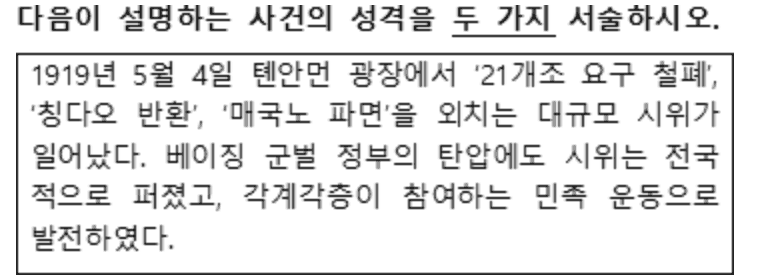 다음이 설명하는 사건의 성격을 두 가지 서술하시오.
1919년 5월 4일 톈안먼 광장에서 '21개조 요구 철폐',
'칭다오 반환', '매국노 파면'을 외치는 대규모 시위가
일어났다. 베이징 군벌 정부의 탄압에도 시위는 전국
적으로 퍼졌고, 각계각층이 참여하는 민족 운동으로
발전하였다.